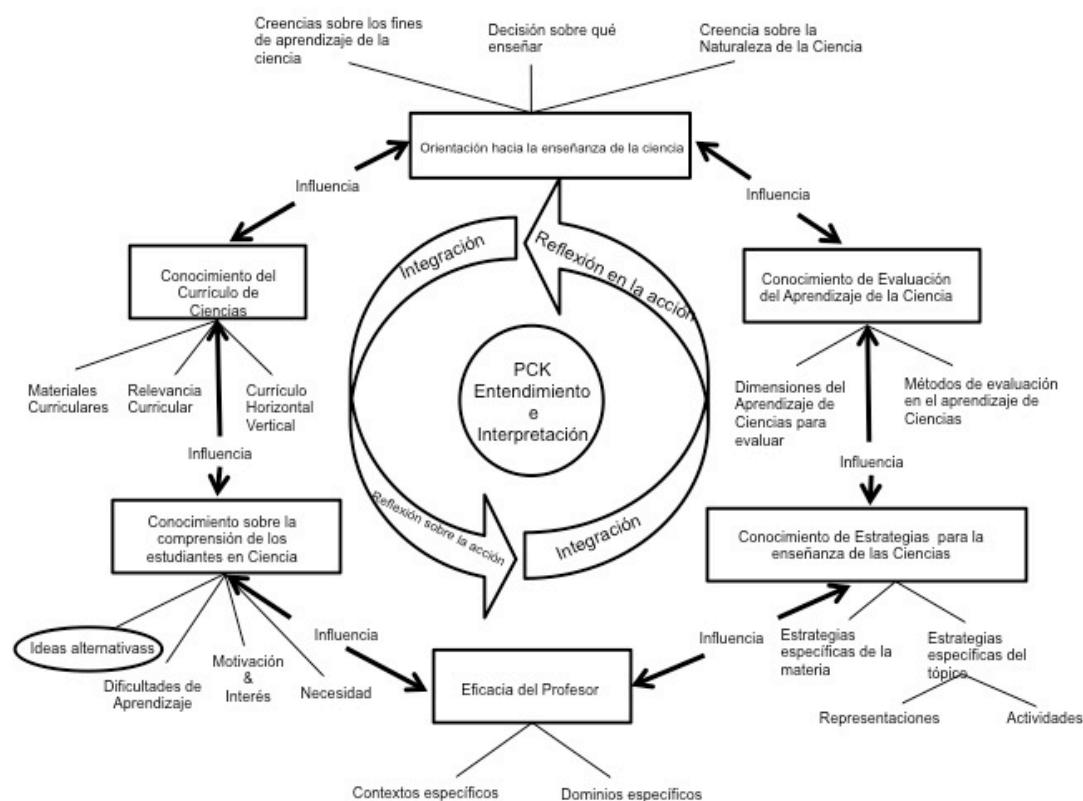 Creencias sobre los fines
de aprendizaje de la
ciencia
Decisión sobre qué
enseñar
Creencia sobre la
Naturaleza de la Ciencia
Orientación hacia la enseñanza de la ciencia
Influencia
Influencia
Integración
Reflexión en la acción
Conocimiento del
Currículo de
Ciencias
Conocimiento de Evaluación
del Aprendizaje de la Ciencia
PCK
Entendimiento
e
Interpretación
Materiales
Curriculares
Relevancia
Curricular
Currículo
Horizontal
Vertical
Dimensiones del
Aprendizaje de
Ciencias para
evaluar
Métodos de evaluación
en el aprendizaje de
Ciencias
Influencia
Influencia
Reflexión sobre la acción
Integración
Conocimiento sobre la
comprensión de los
estudiantes en Ciencia
Conocimiento de Estrategias para la
enseñanza de las Ciencias
Ideas alternativass
Dificultades de
Aprendizaje
Motivación
&
Interés
Necesidad
Influencia
Influencia
Eficacia del Profesor
Estrategias
específicas de la
materia
Estrategias
específicas del
tópico
Representaciones
Actividades
Contextos específicos
Dominios específicos